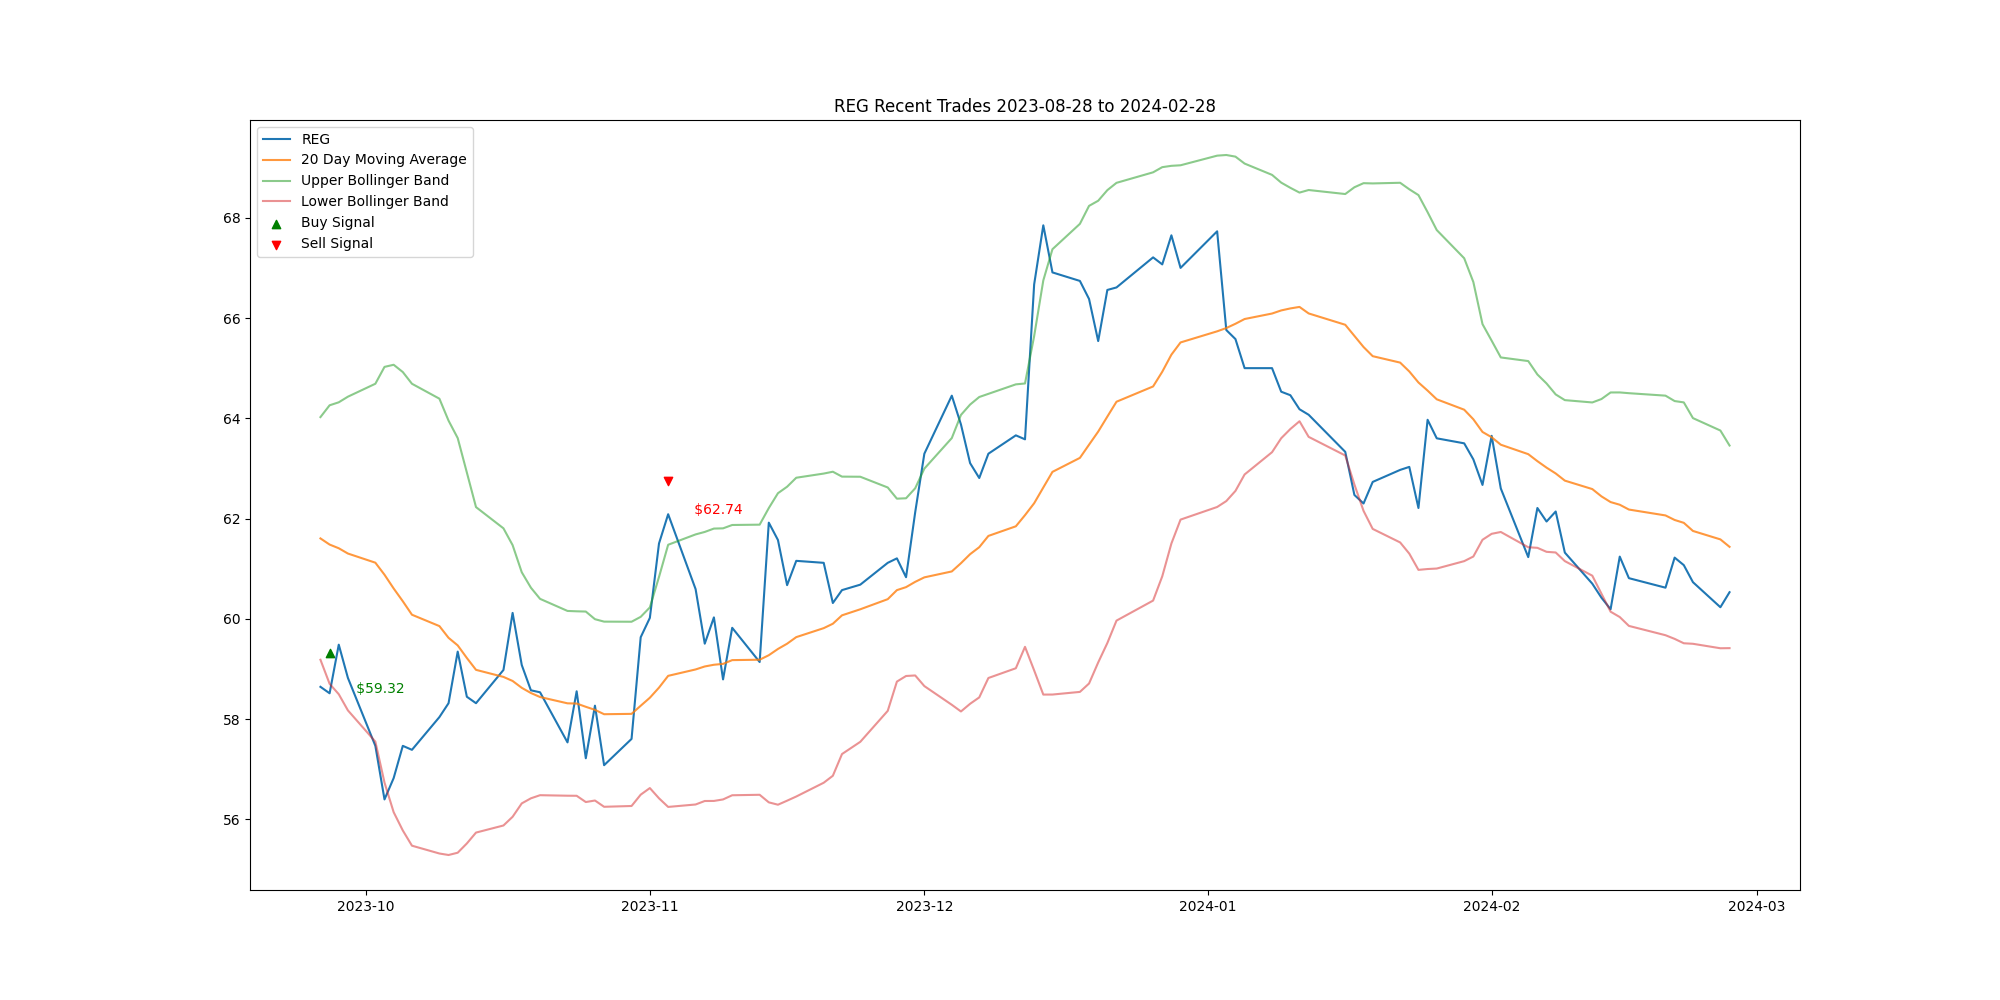 REG Recent Trades 2023-08-28 to 2024-02-28
REG
20 Day Moving Average
Upper Bollinger Band
Lower Bollinger Band
Buy Signal
Sell Signal
68
66
64
62
60
58
56
$62.74
$59.32
2023-10
2023-11
2023-12
2024-01
2024-02
2024-03